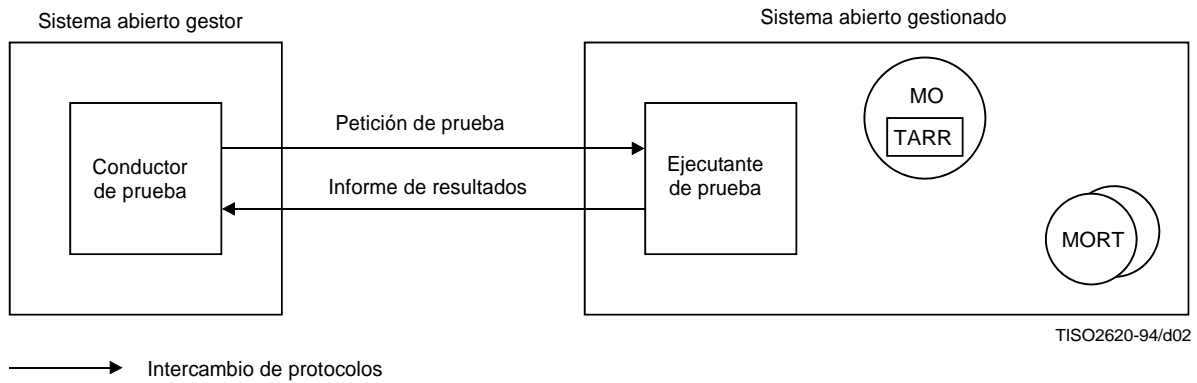 Sistema abierto gestor
Sistema abierto gestionado
MO
TARR
Petición de prueba
Conductor
de prueba
Ejecutante
de prueba
Informe de resultados
MORT
TISO2620-94/d02
Intercambio de protocolos